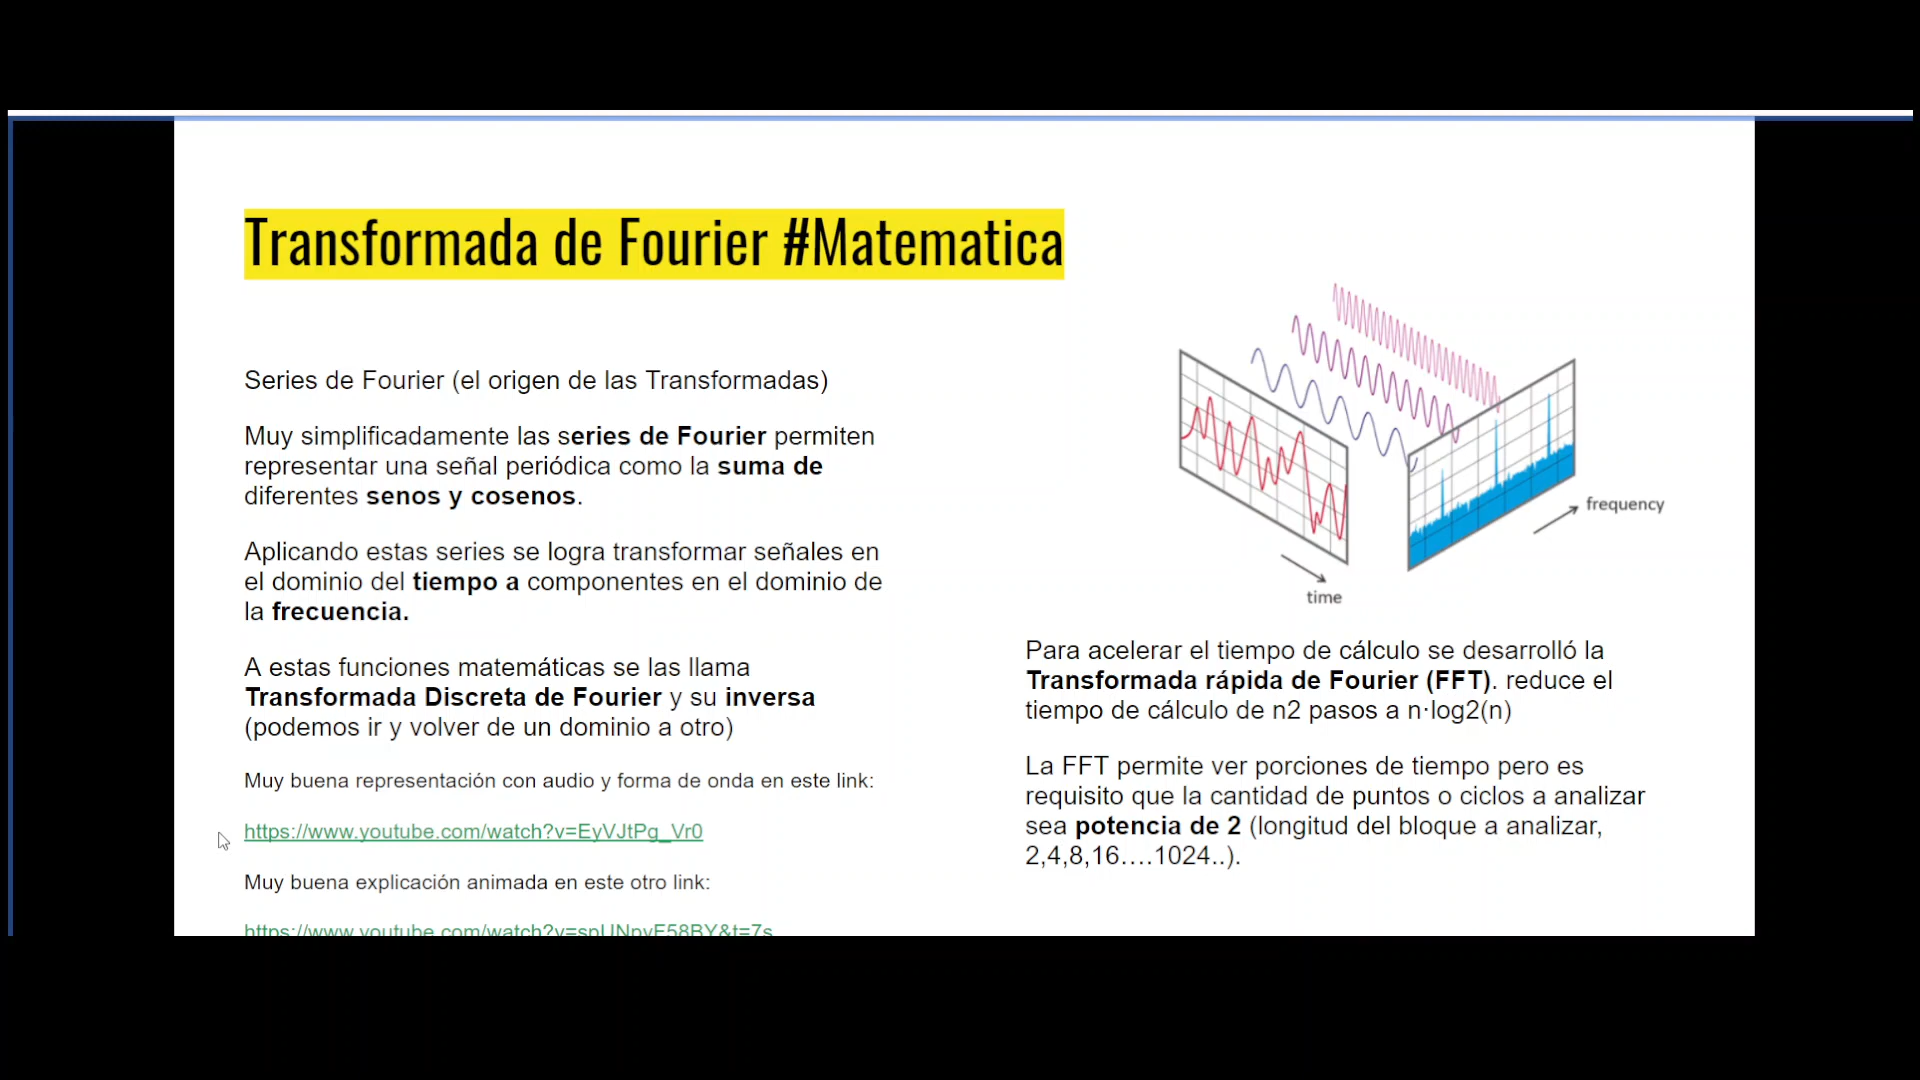 Transformada de Fourier #Matematica
Series de Fourier (el origen de las Transformadas)
Muy simplificadamente las series de Fourier permiten
representar una señal periódica como la suma de
diferentes senos y cosenos.
Aplicando estas series se logra transformar señales en
el dominio del tiempo a componentes en el dominio de
la frecuencia.
A estas funciones matemáticas se las llama
Transformada Discreta de Fourier y su inversa
(podemos ir y volver de un dominio a otro)
Muy buena representación con audio y forma de onda en este link:
https://www.youtube.com/watch?v=EyVJtPg_Vr0
Muy buena explicación animada en este otro link:
https://www.youtube.com/watch?v=spUNpyF58BY&t=7s
frequency
time
Para acelerar el tiempo de cálculo se desarrolló la
Transformada rápida de Fourier (FFT). reduce el
tiempo de cálculo de n2 pasos a n·log2(n)
La FFT permite ver porciones de tiempo pero es
requisito que la cantidad de puntos o ciclos a analizar
sea potencia de 2 (longitud del bloque a analizar,
2,4,8,16….1024..).